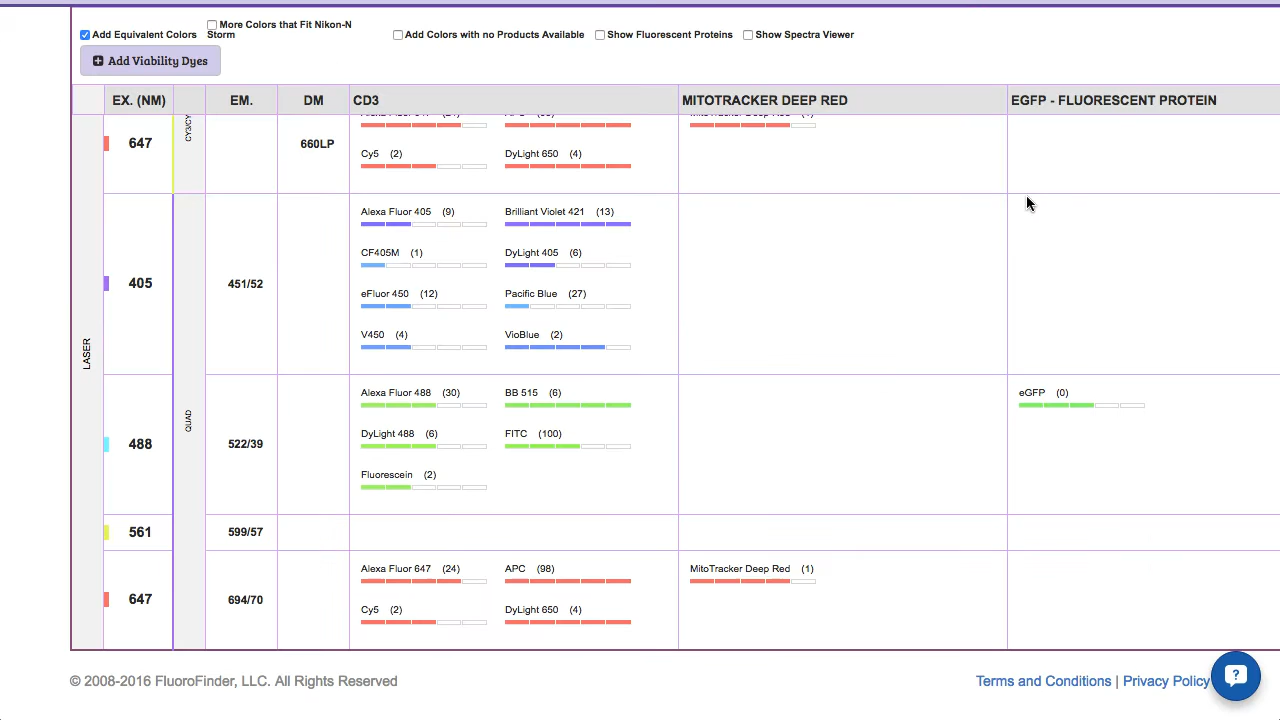 More Colors that Fit Nikon-N
Add Equivalent Colors Storm Add Colors with no Products Available Show Fluorescent Proteins Show Spectra Viewer
Add Viability Dyes
EX. (NM) EM. DM CD3 MITOTRACKER DEEP RED EGFP - FLUORESCENT PROTEIN
647 CY3/CY 660LP
Cy5 (2) DyLight 650 (4)
Alexa Fluor 405 (9) Brilliant Violet 421 (13)
CF405M (1) DyLight 405 (6)
405 451/52
eFluor 450 (12) Pacific Blue (27)
V450 (4) VioBlue (2)
LASER
Alexa Fluor 488 (30) BB 515 (6) eGFP (0)
QUAD
DyLight 488 (6) FITC (100)
488 522/39
Fluorescein (2)
561 599/57
Alexa Fluor 647 (24) APC (98) MitoTracker Deep Red (1)
647 694/70
Cy5 (2) DyLight 650 (4)
© 2008-2016 FluoroFinder, LLC. All Rights Reserved Terms and Conditions | Privacy Policy